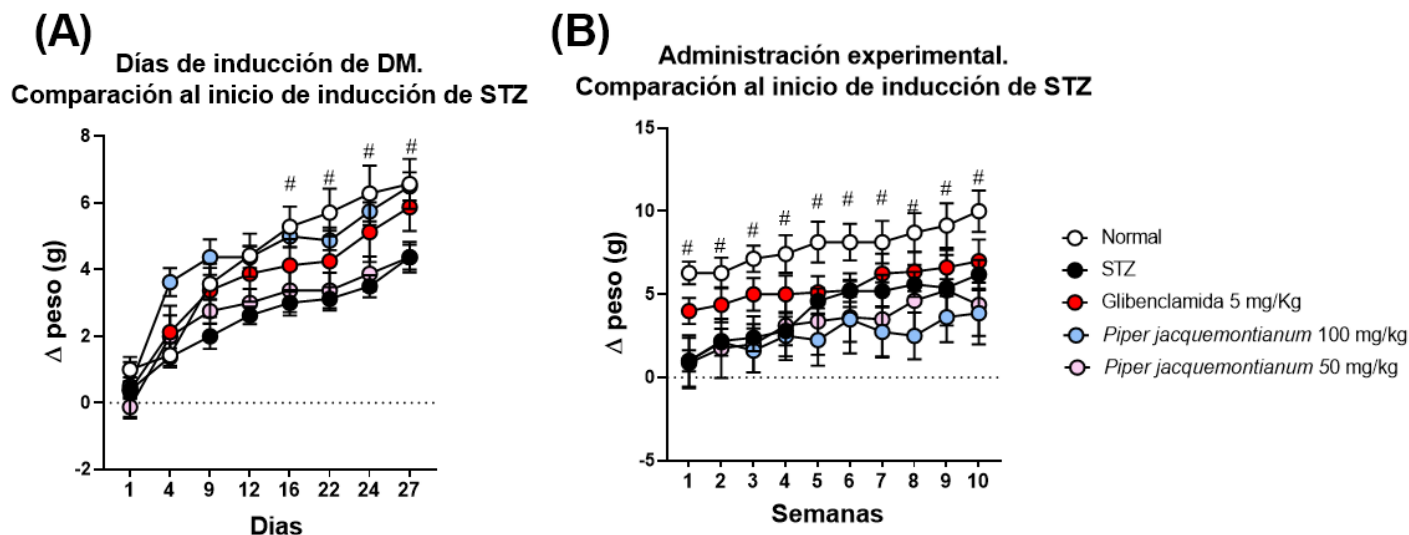 (A)
Días de inducción de DM.
Comparación al inicio de inducción de STZ
8
6
4
2
0
-2
Δ peso (g)
# # # #
1 4 9 12 16 22 24 27
Dias
(B)
Administración experimental.
Comparación al inicio de inducción de STZ
15
10
5
0
-5
Δ peso (g)
# # # # # # # # # #
1 2 3 4 5 6 7 8 9 10
Semanas
Normal
STZ
Glibenclamida 5 mg/Kg
Piper jacquemontianum 100 mg/kg
Piper jacquemontianum 50 mg/kg